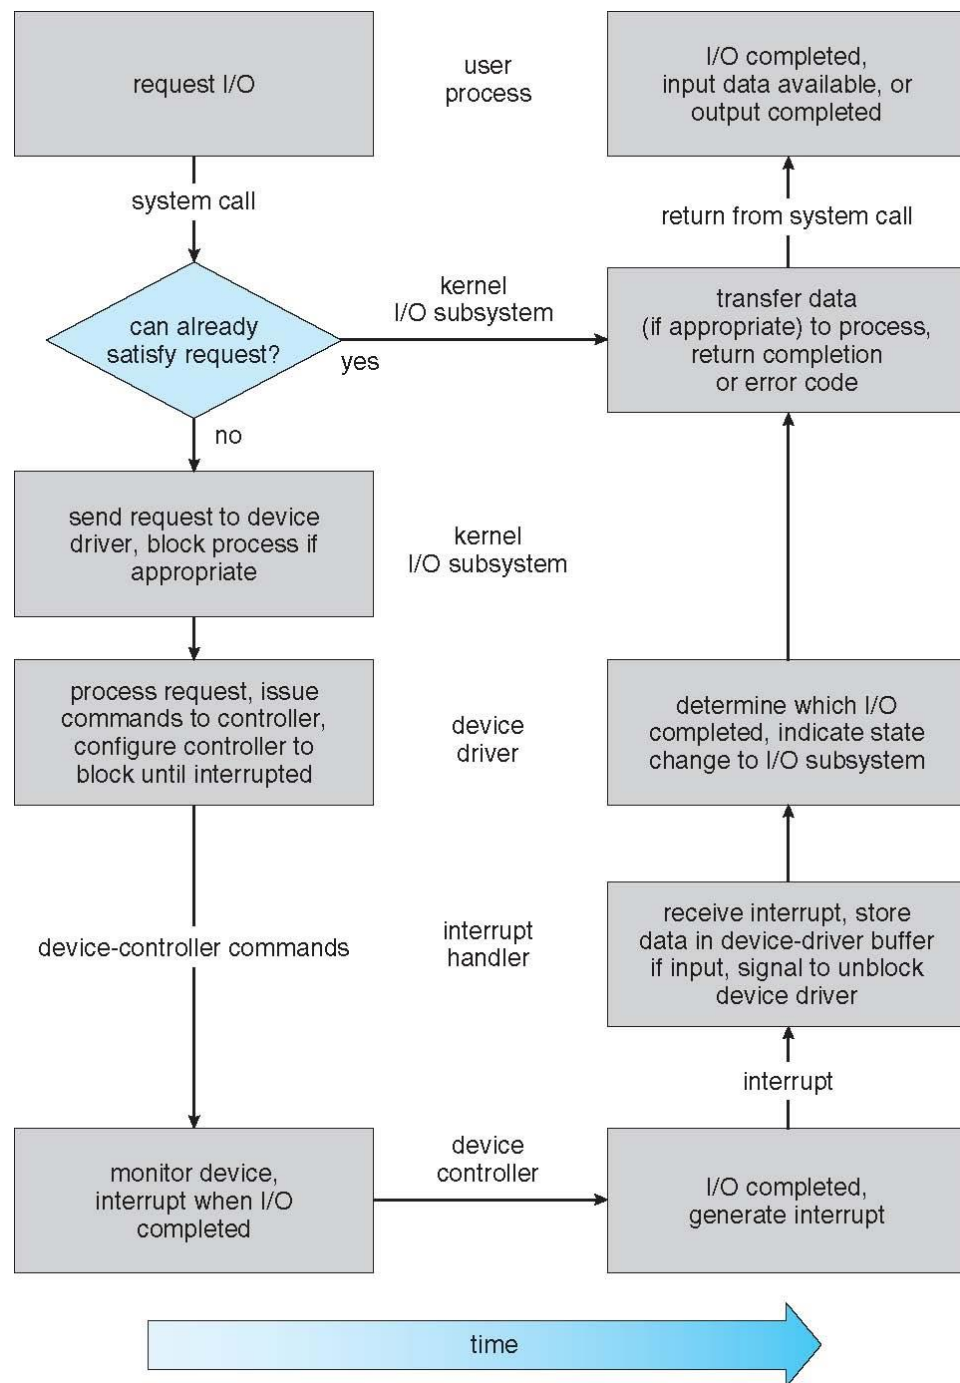 request I/O
user
process
I/O completed,
input data available, or
output completed
system call
return from system call
can already
satisfy request?
yes
no
kernel
I/O subsystem
transfer data
(if appropriate) to process,
return completion
or error code
send request to device
driver, block process if
appropriate
kernel
I/O subsystem
process request, issue
commands to controller,
configure controller to
block until interrupted
device
driver
determine which I/O
completed, indicate state
change to I/O subsystem
device-controller commands
interrupt
handler
receive interrupt, store
data in device-driver buffer
if input, signal to unblock
device driver
interrupt
monitor device,
interrupt when I/O
completed
device
controller
I/O completed,
generate interrupt
time